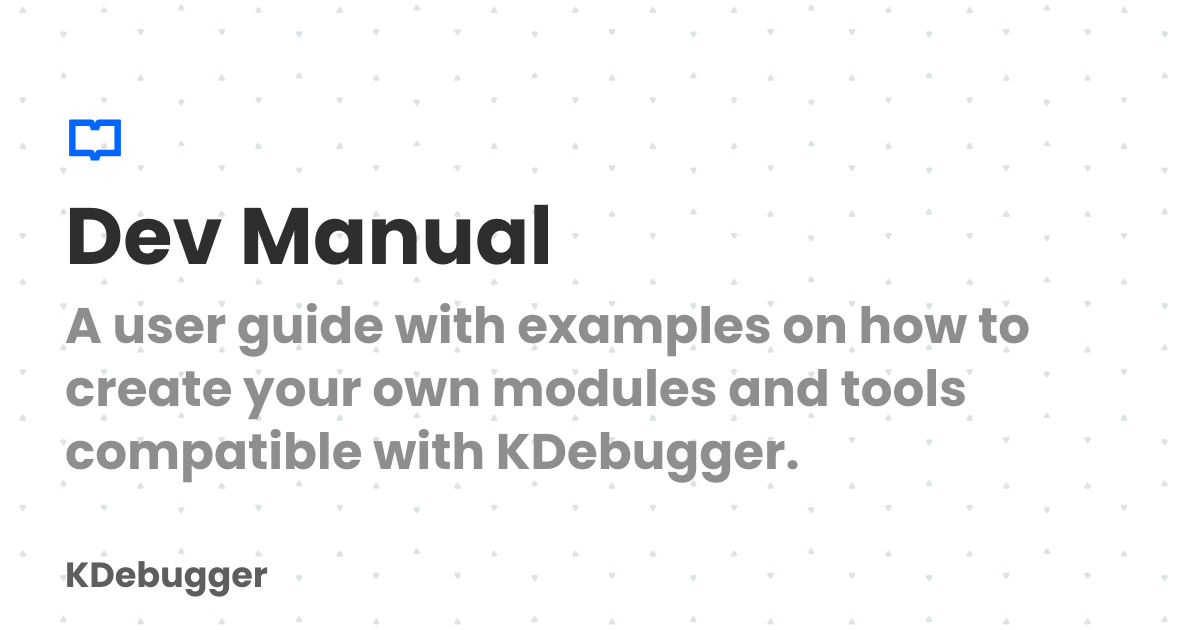 Dev Manual
A user guide with examples on how to
create your own modules and tools
compatible with KDebugger.
KDebugger